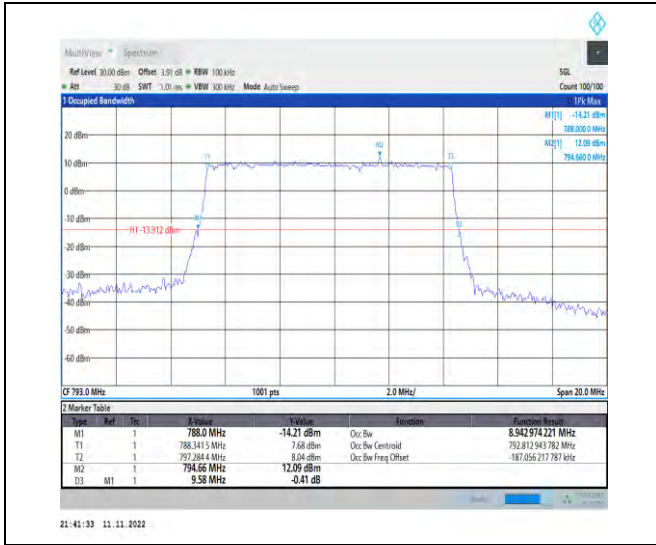 MultiView Spectrum
Ref Level 30.00 dBm Offset 3.91 dB RBW 100 kHz SGL
Att 30 dB SWT 1.01 ms VBW 300 kHz Mode Auto Sweep Count 100/100
1 Occupied Bandwidth 1Pk Max
M1[1] -14.21 dBm
788.000 0 MHz
M2[1] 12.09 dBm
794.660 0 MHz
20 dBm
M2
T1 T2
10 dBm
0 dBm
-10 dBm
M1
H1 -13.912 dBm
-20 dBm
-30 dBm
-40 dBm
-50 dBm
-60 dBm
CF 793.0 MHz 1001 pts 2.0 MHz/ Span 20.0 MHz
2 Marker Table
Type Ref Trc X-Value Y-Value Function Function Result
M1 1 788.0 MHz -14.21 dBm Occ Bw 8.942 974 221 MHz
T1 1 788.341 5 MHz 7.68 dBm Occ Bw Centroid 792.812 943 782 MHz
T2 1 797.284 4 MHz 8.04 dBm Occ Bw Freq Offset -187.056 217 787 kHz
M2 1 794.66 MHz 12.09 dBm
D3 M1 1 9.58 MHz -0.41 dB
21:41:33 11.11.2022